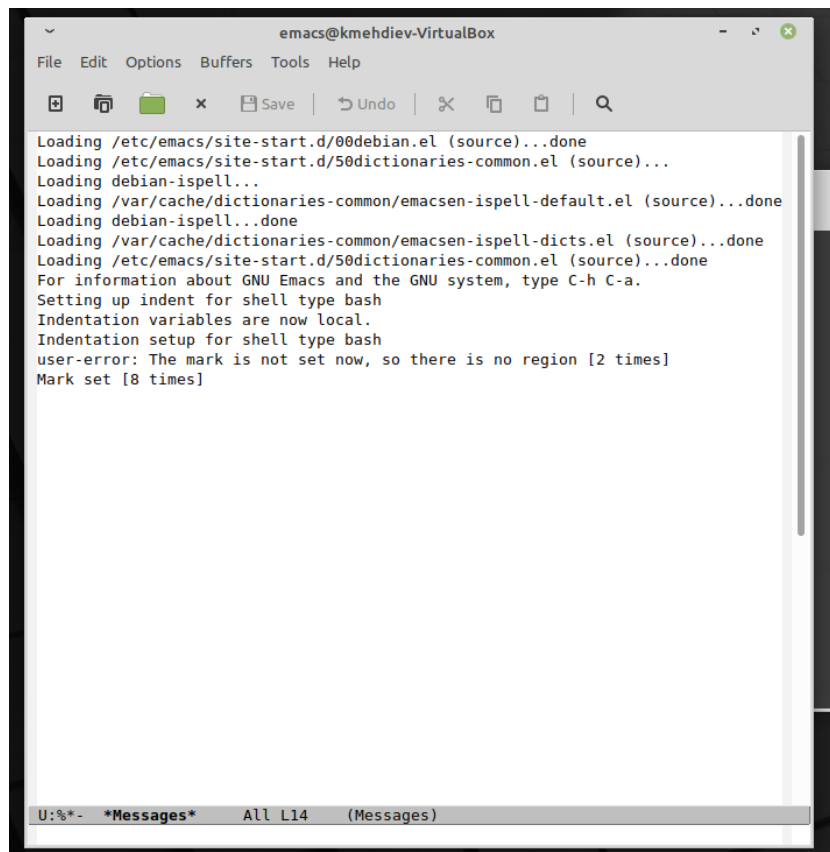 emacs@kmehdiev-VirtualBox
File Edit Options Buffers Tools Help
Save Undo
Loading /etc/emacs/site-start.d/00debian.el (source)...done
Loading /etc/emacs/site-start.d/50dictionaries-common.el (source)...
Loading debian-ispell...
Loading /var/cache/dictionaries-common/emacsen-ispell-default.el (source)...done
Loading debian-ispell...done
Loading /var/cache/dictionaries-common/emacsen-ispell-dicts.el (source)...done
Loading /etc/emacs/site-start.d/50dictionaries-common.el (source)...done
For information about GNU Emacs and the GNU system, type C-h C-a.
Setting up indent for shell type bash
Indentation variables are now local.
Indentation setup for shell type bash
user-error: The mark is not set now, so there is no region [2 times]
Mark set [8 times]
U:%*-  *Messages*     All L14    (Messages)